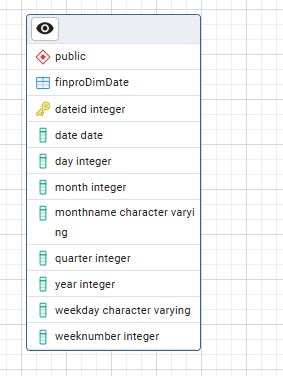 public
finproDimDate
dateid integer
date date
day integer
month integer
monthname character varyi
ng
quarter integer
year integer
weekday character varying
weeknumber integer